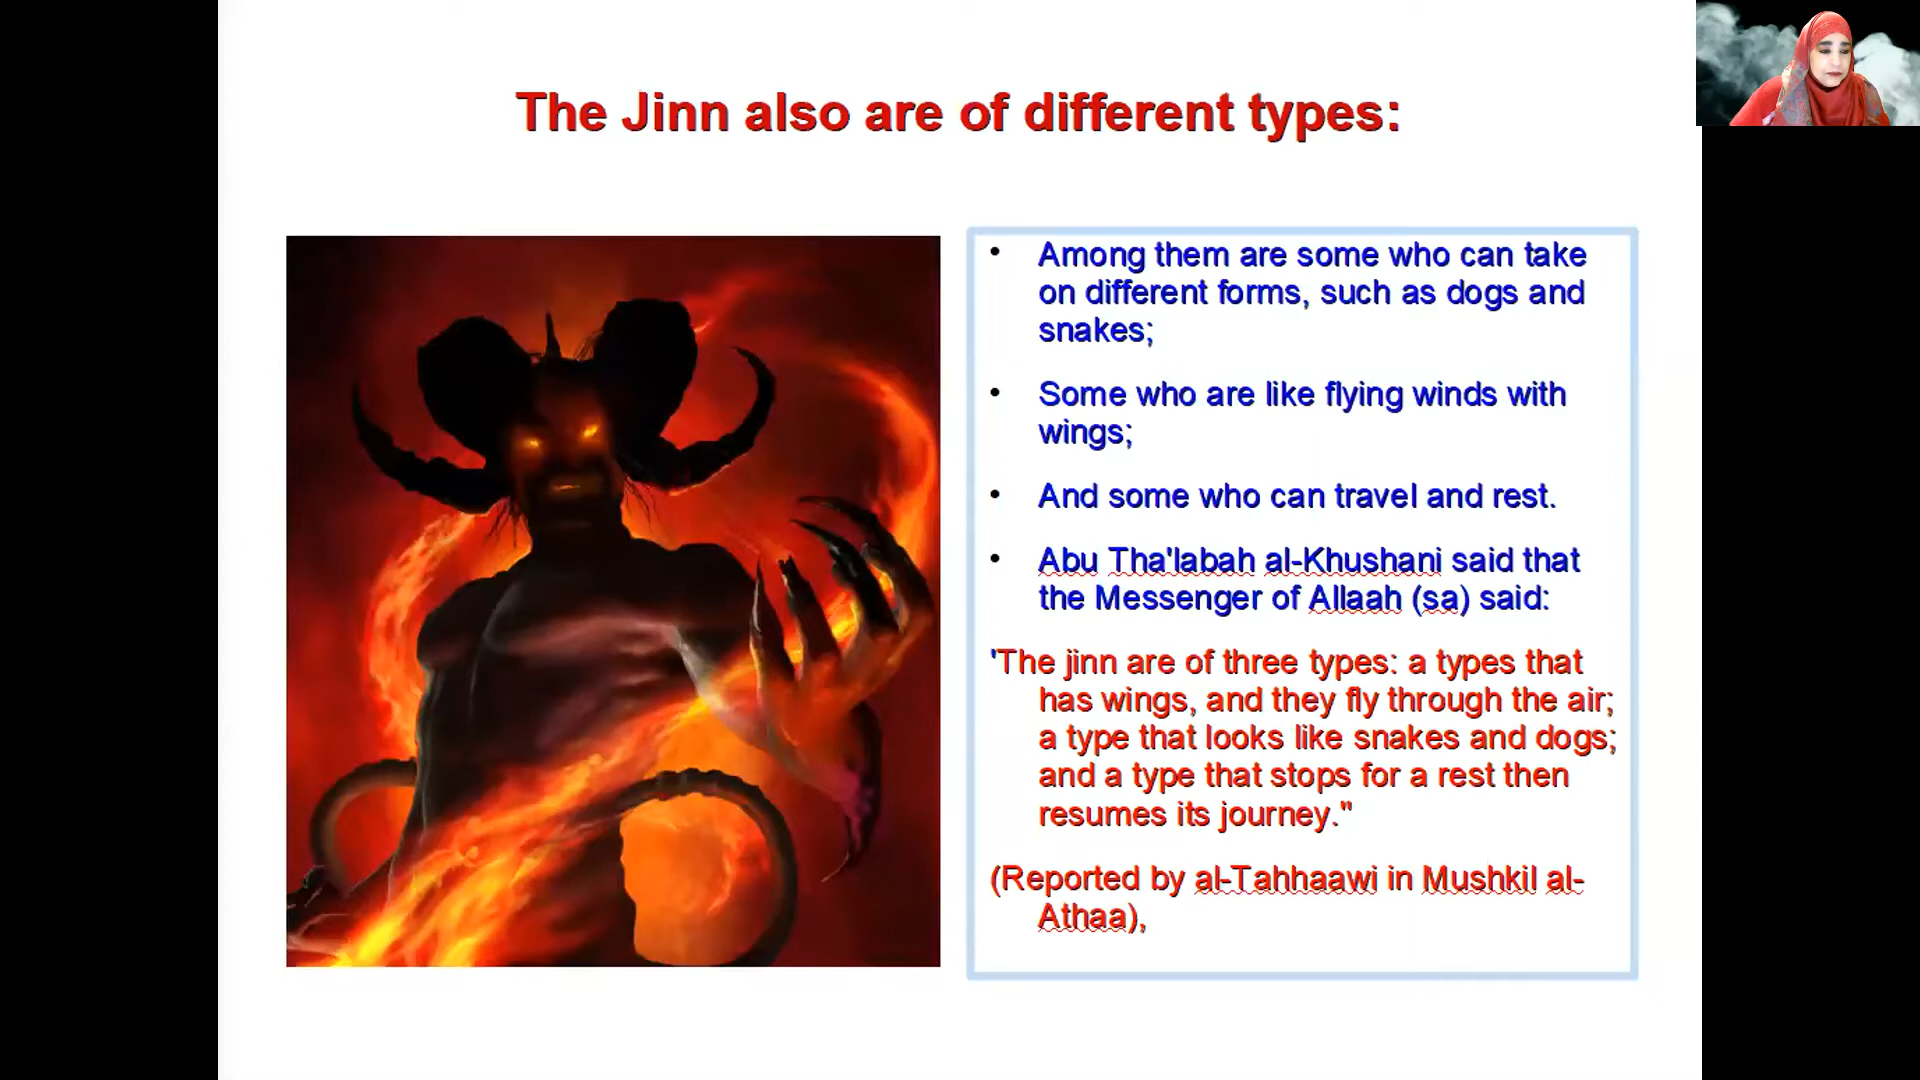 The Jinn also are of different types:
• Among them are some who can take
on different forms, such as dogs and
snakes;
• Some who are like flying winds with
wings;
• And some who can travel and rest.
• Abu Tha'labah al-Khushani said that
the Messenger of Allaah (sa) said:
'The jinn are of three types: a types that
has wings, and they fly through the air;
a type that looks like snakes and dogs;
and a type that stops for a rest then
resumes its journey."
(Reported by al-Tahhaawi in Mushkil al-
Athaa),